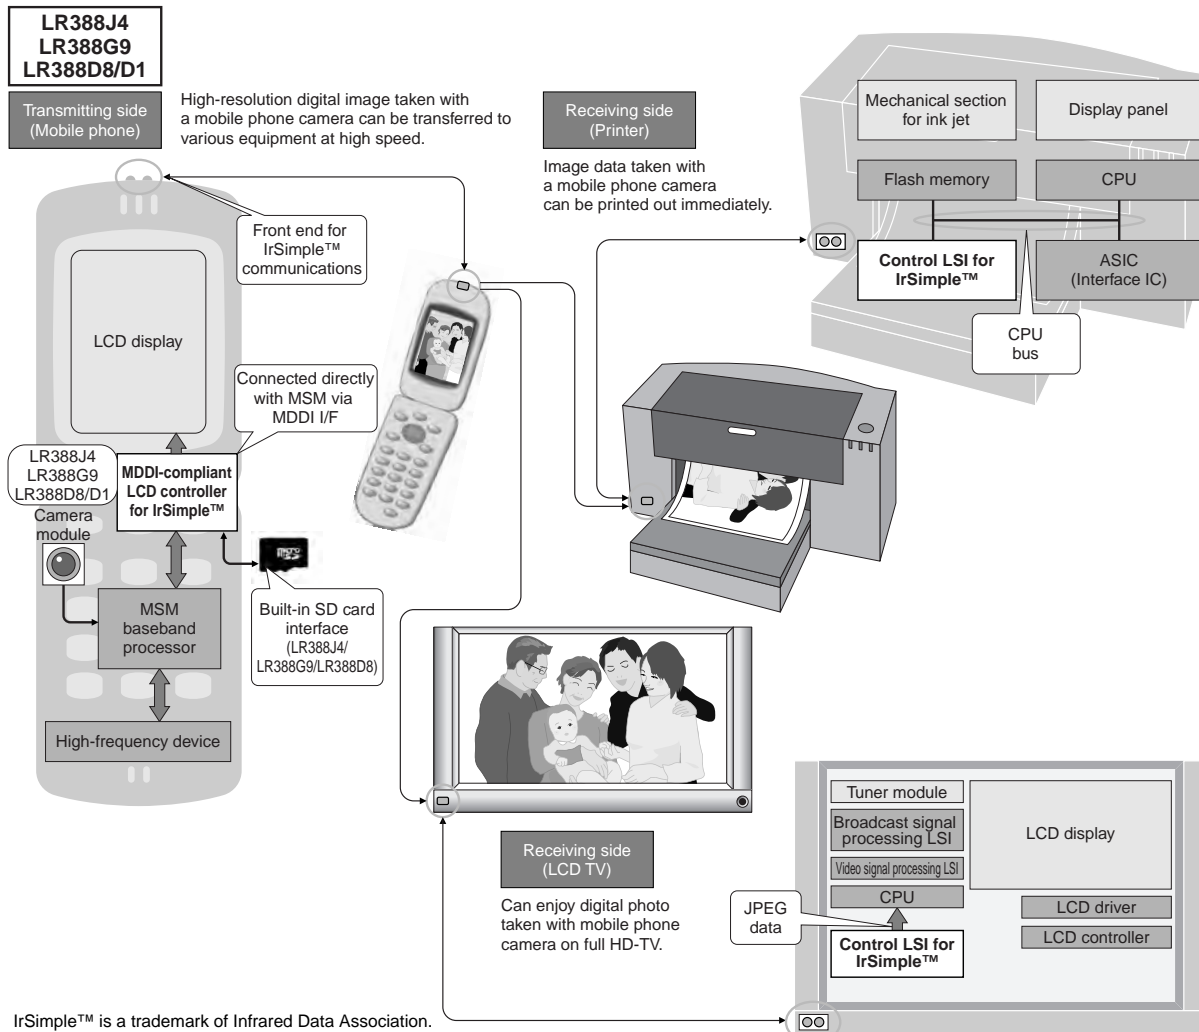 LR388J4
LR388G9
LR388D8/D1
Transmitting side
(Mobile phone)
High-resolution digital image taken with
a mobile phone camera can be transferred to
various equipment at high speed.
Front end for
IrSimple™
communications
LCD display
Connected directly
with MSM via
MDDI I/F
LR388J4
LR388G9
LR388D8/D1
MDDI-compliant
LCD controller
for IrSimple™
Camera
module
micro
SD
MSM
baseband
processor
Built-in SD card
interface
(LR388J4/
LR388G9/LR388D8)
High-frequency device
Receiving side
(Printer)
Image data taken with
a mobile phone camera
can be printed out immediately.
Mechanical section
for ink jet
Display panel
Flash memory
CPU
Control LSI for
IrSimple™
ASIC
(Interface IC)
CPU
bus
Receiving side
(LCD TV)
Can enjoy digital photo
taken with mobile phone
camera on full HD-TV.
Tuner module
Broadcast signal
processing LSI
Video signal processing LSI
CPU
JPEG
data
Control LSI for
IrSimple™
LCD display
LCD driver
LCD controller
IrSimple™ is a trademark of Infrared Data Association.